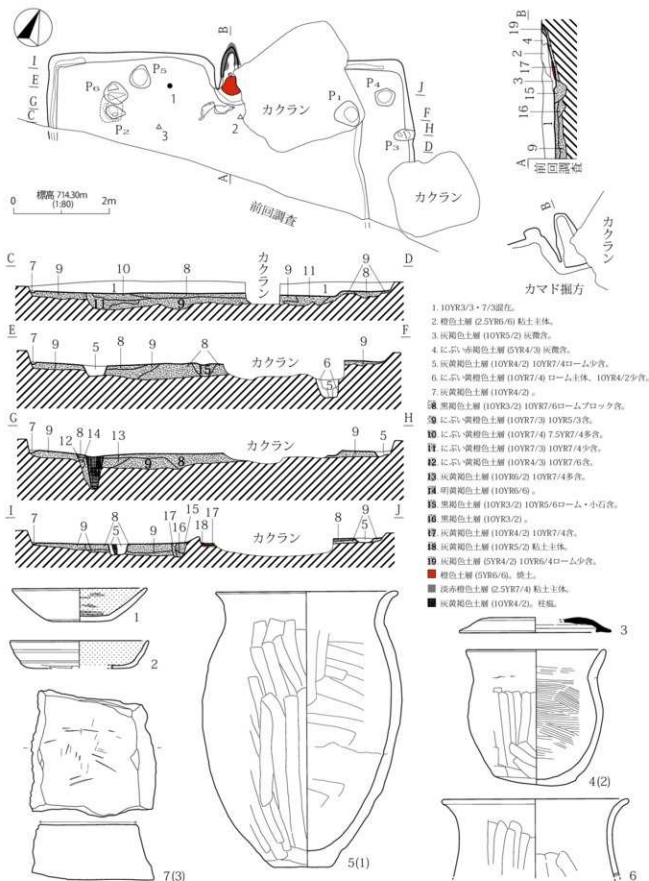 B
B
I
E
G
C
P5
P6
P2
1
3
2
カクラン
P1
P4
P3
J
F
H
D
カクラン
A
前回調査
標高 714.30m
0 (1:80) 2m
B
19
4
2
17
3
15
16
1
9
A
前回調査
B
カクラン
カマド掘方
C 7 9 10 8 カクラン 9 11 9 8 D
1 1
11 9
E 7 9 5 8 9 8 カクラン 6 9 F
15 5
G 7 9 12 8 14 13 カクラン 9 5 H
9 8
I 7 9 8 5 9 17 16 15 18 17 カクラン 8 9 5 J
1. 10YR3/3・7/3混在。
2. 橙色土層 (2.5YR6/6) 粘土主体。
3. 灰褐色土層 (10YR5/2) 灰微含。
4. にぶい赤褐色土層 (5YR4/3) 灰微含。
5. 灰黄褐色土層 (10YR4/2) 10YR7/4ローム少含。
6. にぶい黄橙色土層 (10YR7/4) ローム主体、10YR4/2少含。
7. 灰黄褐色土層 (10YR4/2) 。
8. 黒褐色土層 (10YR3/2) 10YR7/6ロームブロック含。
9. にぶい黄橙色土層 (10YR7/3) 10YR5/3含。
10. にぶい黄橙色土層 (10YR7/4) 7.5YR7/4多含。
11. にぶい黄橙色土層 (10YR7/3) 10YR7/4少含。
12. にぶい黄褐色土層 (10YR4/3) 10YR7/6含。
13. 灰黄褐色土層 (10YR6/2) 10YR7/4多含。
14. 明黄褐色土層 (10YR6/6) 。
15. 黒褐色土層 (10YR3/2) 10YR5/6ローム・小石含。
16. 黒褐色土層 (10YR3/2) 。
17. 灰黄褐色土層 (10YR4/2) 10YR7/4含。
18. 灰黄褐色土層 (10YR5/2) 粘土主体。
19. 灰褐色土層 (5YR4/2) 10YR6/4ローム少含。
橙色土層 (5YR6/6)。焼土。
淡赤橙色土層 (2.5YR7/4) 粘土主体。
灰黄褐色土層 (10YR4/2)。柱痕。
1
2
3
4(2)
5(1)
6
7(3)